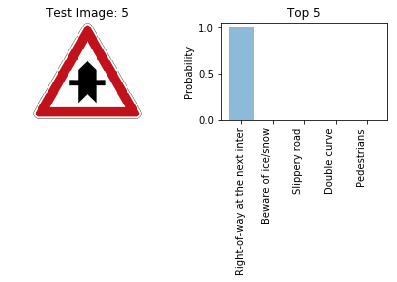 Test Image: 5
Top 5
Probability
1.0
0.5
0.0
Right-of-way at the next inter
Beware of ice/snow
Slippery road
Double curve
Pedestrians